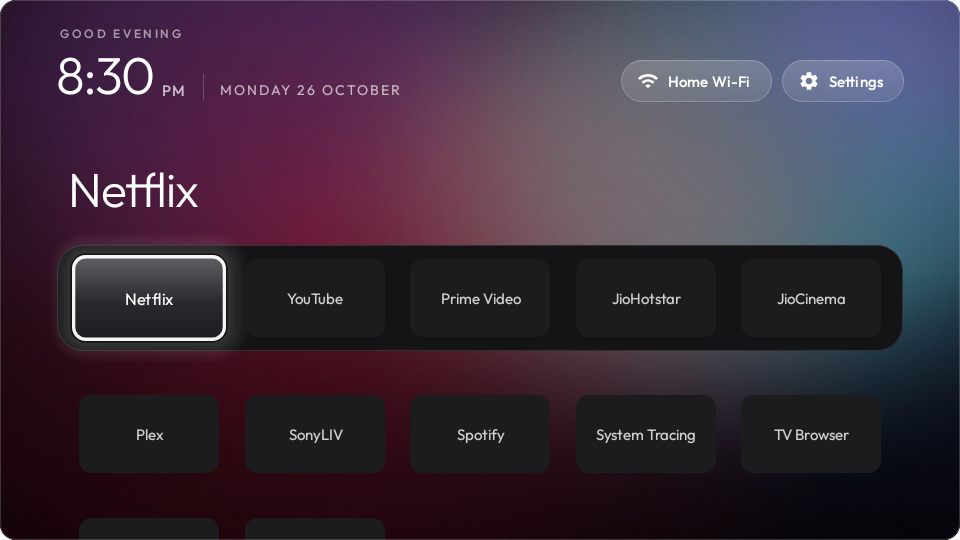 GOOD EVENING
8:30 PM
MONDAY 26 OCTOBER
Home Wi-Fi
Settings
Netflix
Netflix
YouTube
Prime Video
JioHotstar
JioCinema
Plex
SonyLIV
Spotify
System Tracing
TV Browser